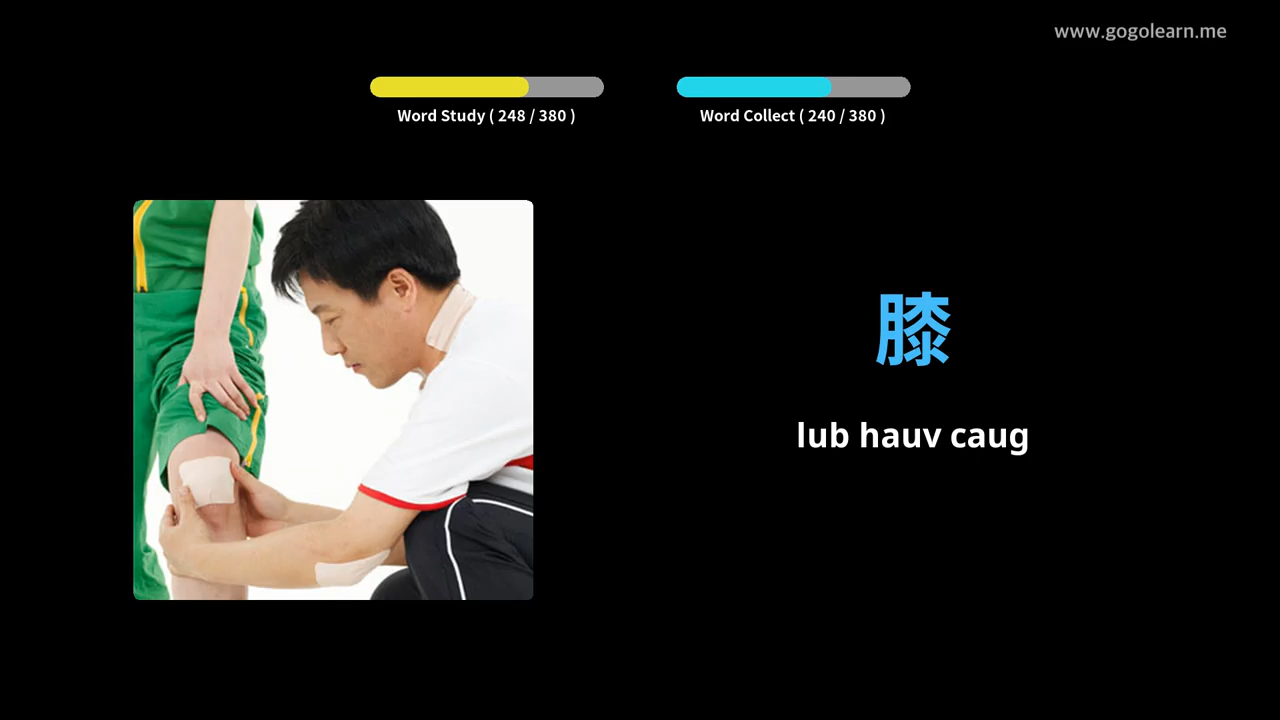 www.gogolearn.me
Word Study ( 248 / 380 )
Word Collect ( 240 / 380 )
膝
lub hauv caug